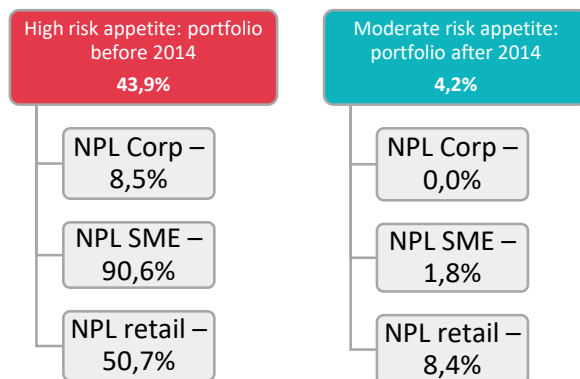 High risk appetite: portfolio
before 2014
43,9%
NPL Corp –
8,5%
NPL SME –
90,6%
NPL retail –
50,7%
Moderate risk appetite:
portfolio after 2014
4,2%
NPL Corp –
0,0%
NPL SME –
1,8%
NPL retail –
8,4%